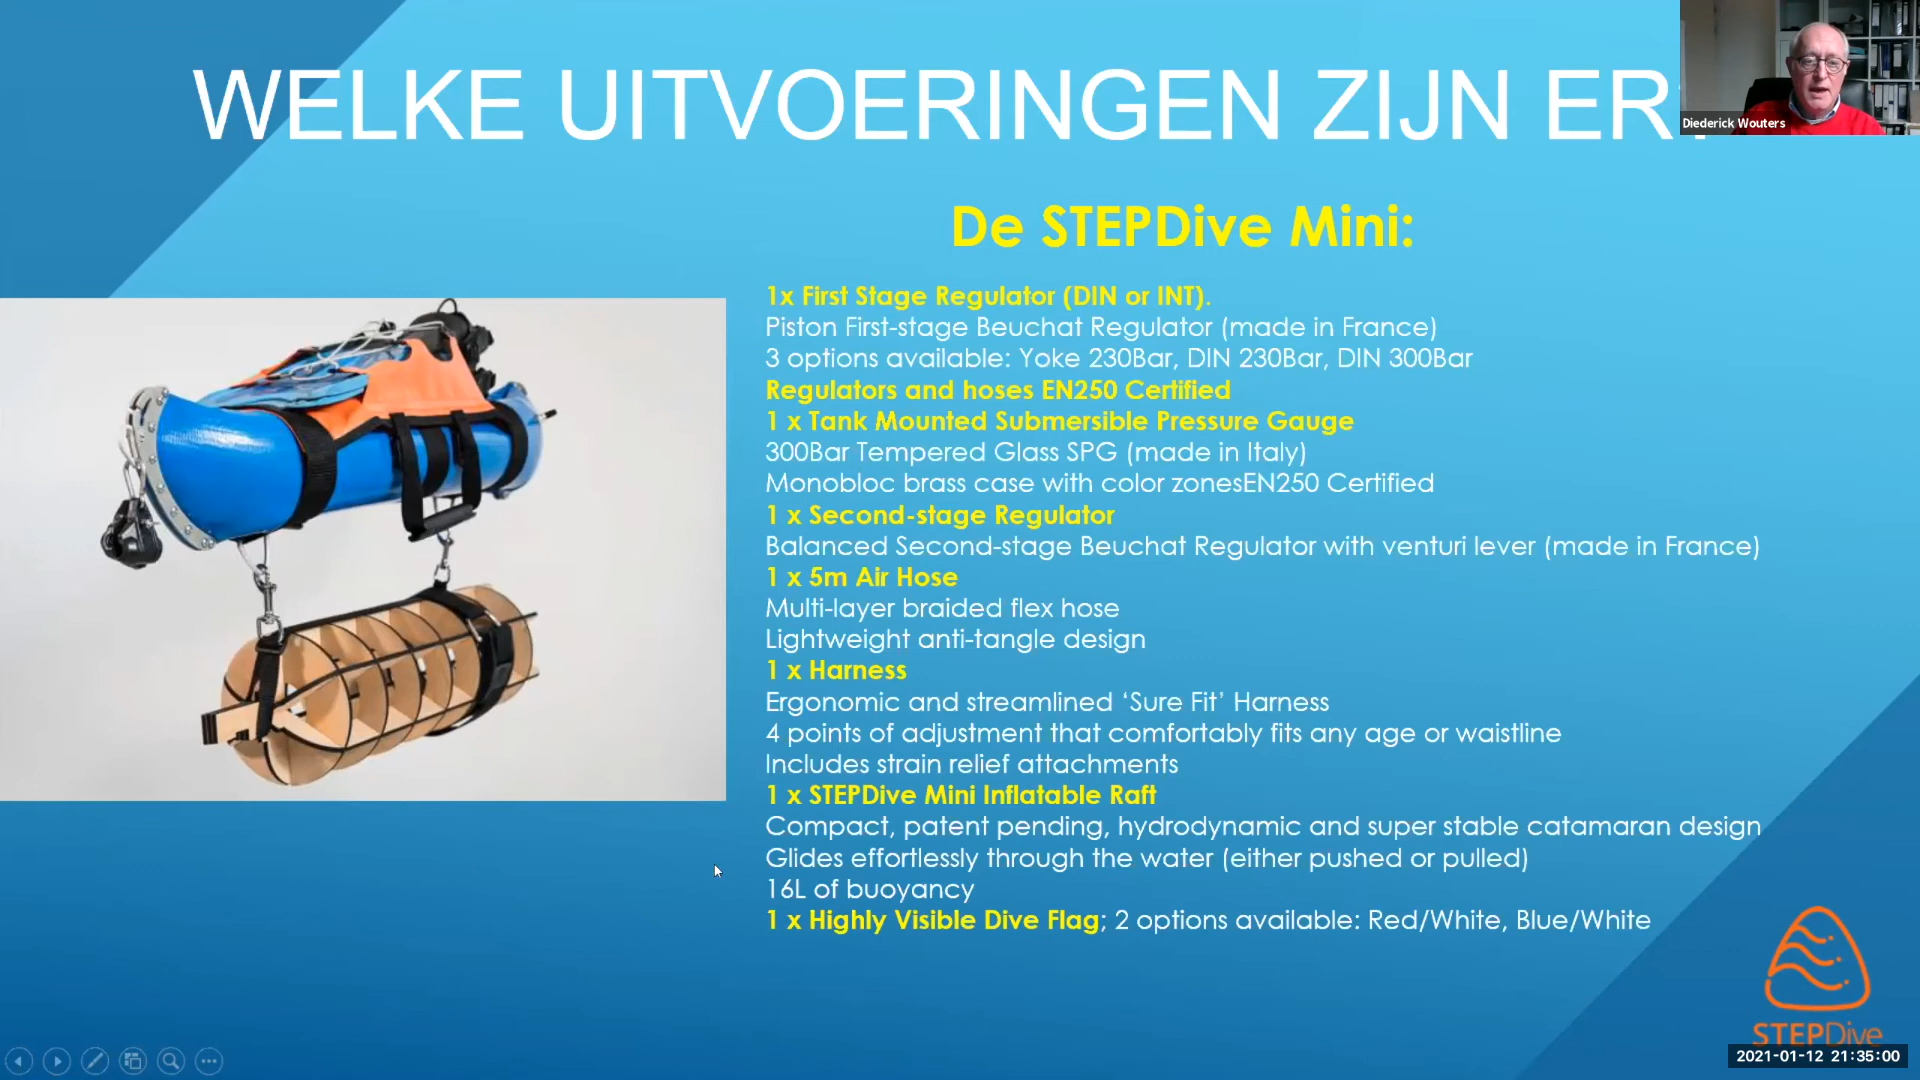 WELKE UITVOERINGEN ZIJN ER?
Diederick Wouters
De STEPDive Mini:
1x First Stage Regulator (DIN or INT).
Piston First-stage Beuchat Regulator (made in France)
3 options available: Yoke 230Bar, DIN 230Bar, DIN 300Bar
Regulators and hoses EN250 Certified
1 x Tank Mounted Submersible Pressure Gauge
300Bar Tempered Glass SPG (made in Italy)
Monobloc brass case with color zonesEN250 Certified
1 x Second-stage Regulator
Balanced Second-stage Beuchat Regulator with venturi lever (made in France)
1 x 5m Air Hose
Multi-layer braided flex hose
Lightweight anti-tangle design
1 x Harness
Ergonomic and streamlined ‘Sure Fit’ Harness
4 points of adjustment that comfortably fits any age or waistline
Includes strain relief attachments
1 x STEPDive Mini Inflatable Raft
Compact, patent pending, hydrodynamic and super stable catamaran design
Glides effortlessly through the water (either pushed or pulled)
16L of buoyancy
1 x Highly Visible Dive Flag; 2 options available: Red/White, Blue/White
STEPDive
2021-01-12 21:35:00